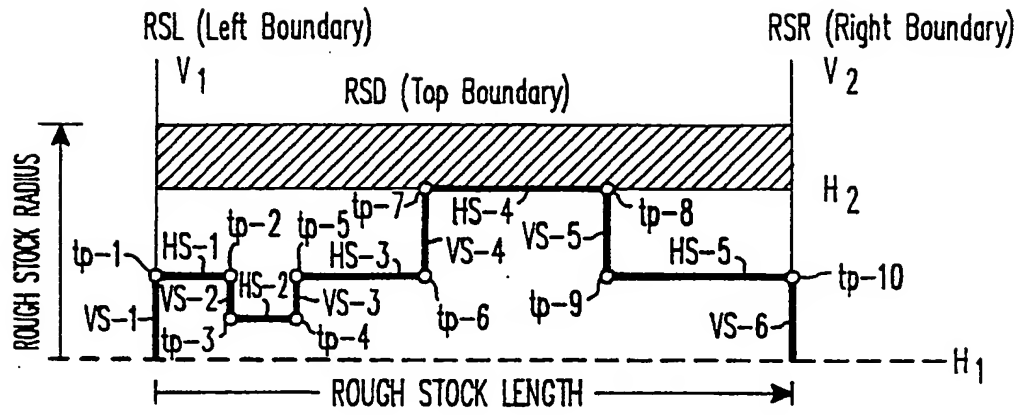 RSL (Left Boundary)
RSR (Right Boundary)
V1
V2
RSD (Top Boundary)
ROUGH STOCK RADIUS
H2
tp-7
HS-4
tp-8
tp-2
tp-5
VS-4
VS-5
tp-1
HS-1
HS-3
HS-5
tp-10
VS-2
HS-2
VS-3
tp-6
tp-9
VS-1
tp-3
tp-4
VS-6
H1
ROUGH STOCK LENGTH